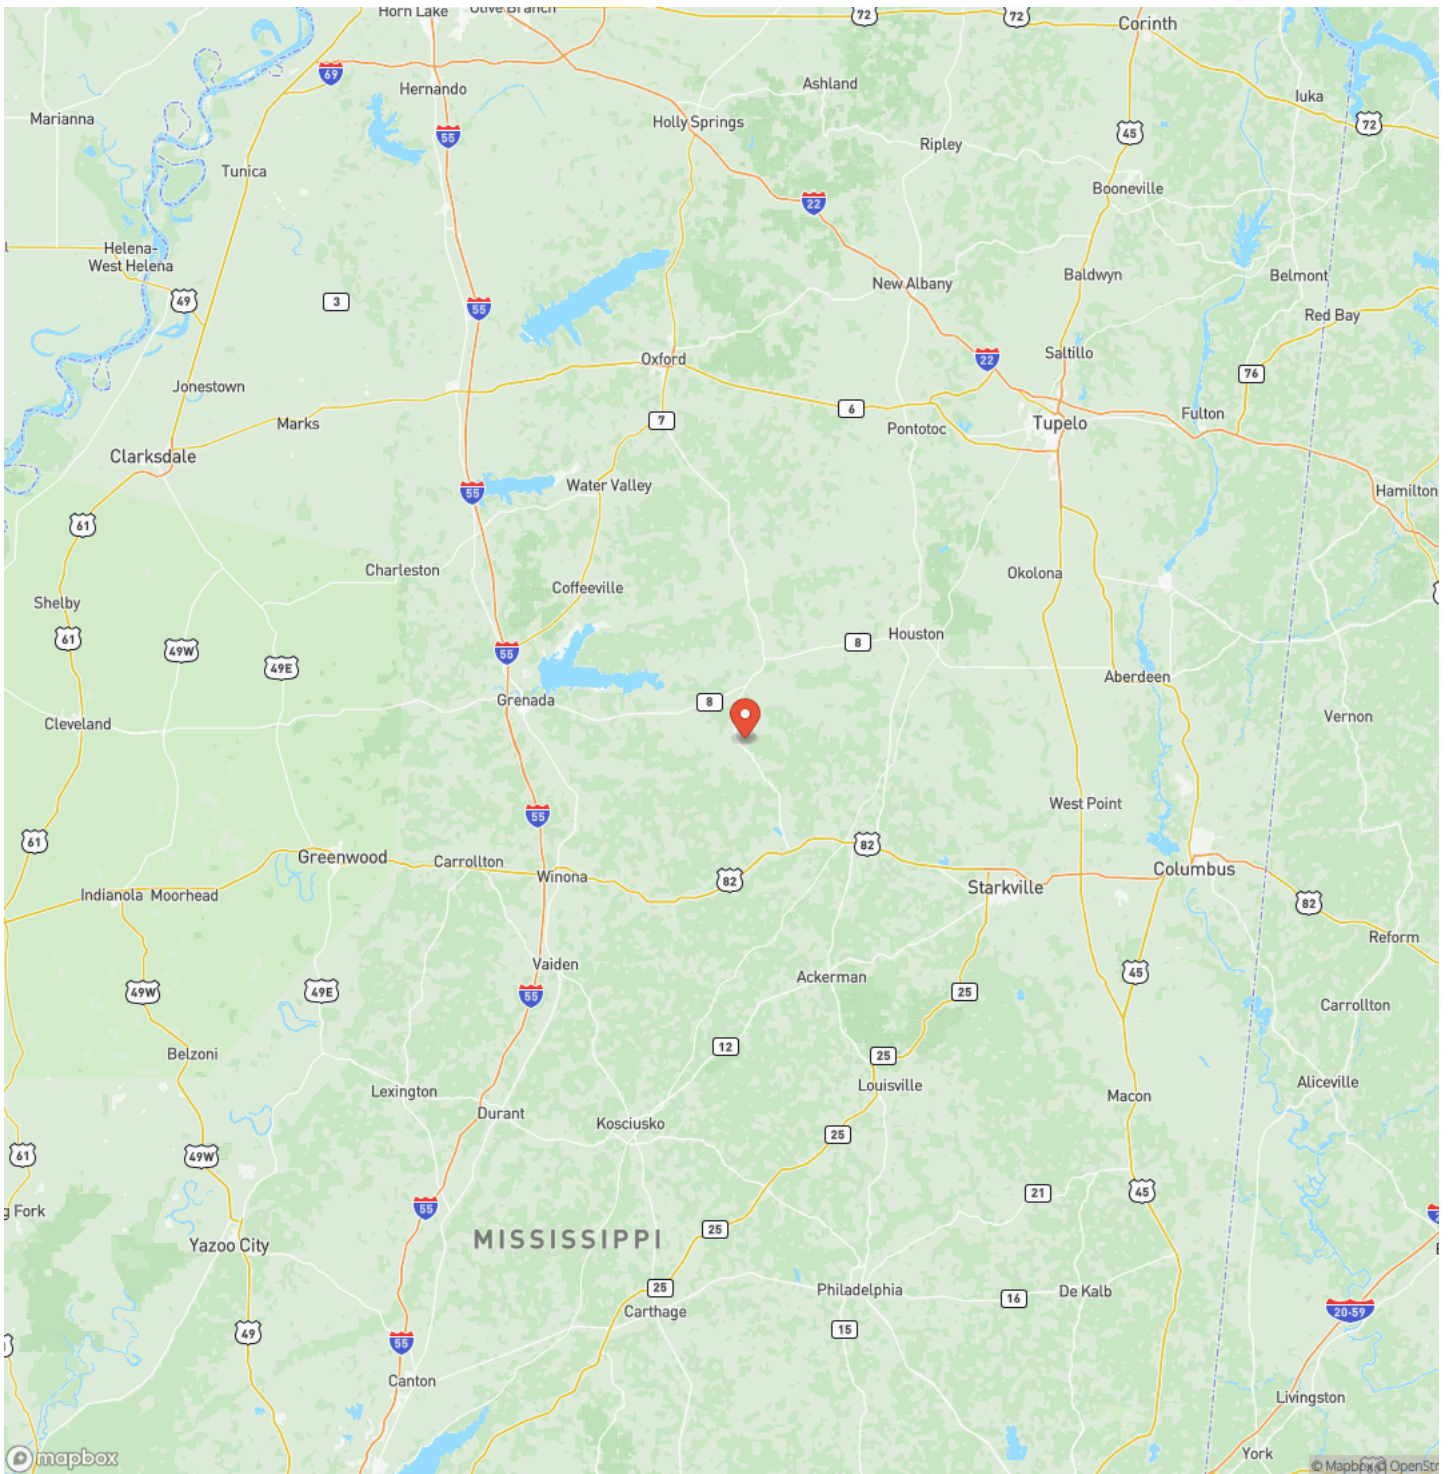 Horn Lake
Olive Branch
72
72
Corinth
69
Hernando
Ashland
Iuka
Marianna
55
Holly Springs
45
72
Ripley
Tunica
Booneville
22
Helena-
West Helena
Baldwyn
Belmont
New Albany
49
3
55
Red Bay
Oxford
22
Saltillo
76
Jonestown
6
Marks
7
Pontotoc
Tupelo
Fulton
Clarksdale
55
Water Valley
Hamilton
61
Charleston
Coffeeville
Okolona
Shelby
61
49W
49E
55
8
Houston
Aberdeen
Grenada
8
Cleveland
Vernon
55
West Point
61
Greenwood
Carrollton
82
Winona
82
Starkville
Columbus
Indianola
Moorhead
82
Reform
Vaiden
Ackerman
45
49W
49E
55
25
Carrollton
Belzoni
12
25
Louisville
Aliceville
Lexington
Durant
Kosciusko
Macon
25
61
49W
21
45
g Fork
55
MISSISSIPPI
25
Yazoo City
25
Carthage
Philadelphia
16
De Kalb
20-59
49
15
55
Canton
Livingston
York
mapbox
© Mapbox © OpenStr